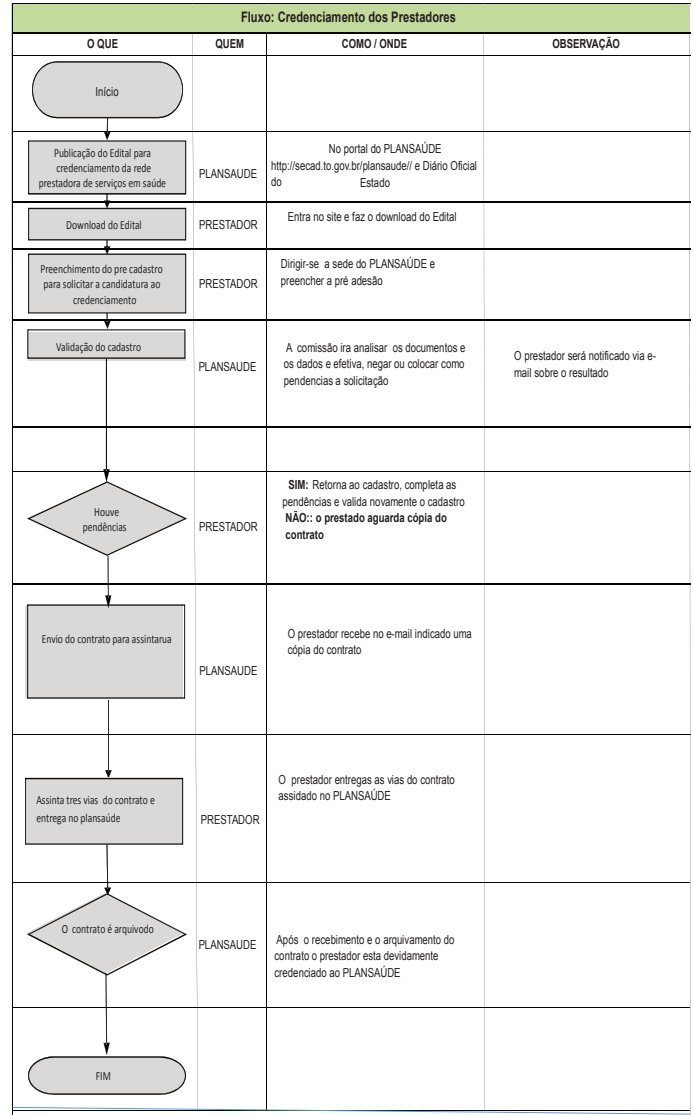 Fluxo: Credenciamento dos Prestadores
O QUE
QUEM
COMO / ONDE
OBSERVAÇÃO
Início
Publicação do Edital para
credenciamento da rede
prestadora de serviços em saúde
PLANSAUDE
No portal do PLANSAÚDE
http://secad.to.gov.br/plansaude// e Diário Oficial
do Estado
Download do Edital
PRESTADOR
Entra no site e faz o download do Edital
Preenchimento do pre cadastro
para solicitar a candidatura ao
credenciamento
PRESTADOR
Dirigir-se a sede do PLANSAÚDE e
preencher a pré adesão
Validação do cadastro
PLANSAUDE
A comissão ira analisar os documentos e
os dados e efetiva, negar ou colocar como
pendencias a solicitação
O prestador será notificado via e-
mail sobre o resultado
Houve
pendências
PRESTADOR
SIM: Retorna ao cadastro, completa as
pendências e valida novamente o cadastro
NÃO:: o prestado aguarda cópia do
contrato
Envio do contrato para assintarua
PLANSAUDE
O prestador recebe no e-mail indicado uma
cópia do contrato
Assinta tres vias do contrato e
entrega no plansaúde
PRESTADOR
O prestador entregas as vias do contrato
assidado no PLANSAÚDE
O contrato é arquivodo
PLANSAUDE
Após o recebimento e o arquivamento do
contrato o prestador esta devidamente
credenciado ao PLANSAÚDE
FIM